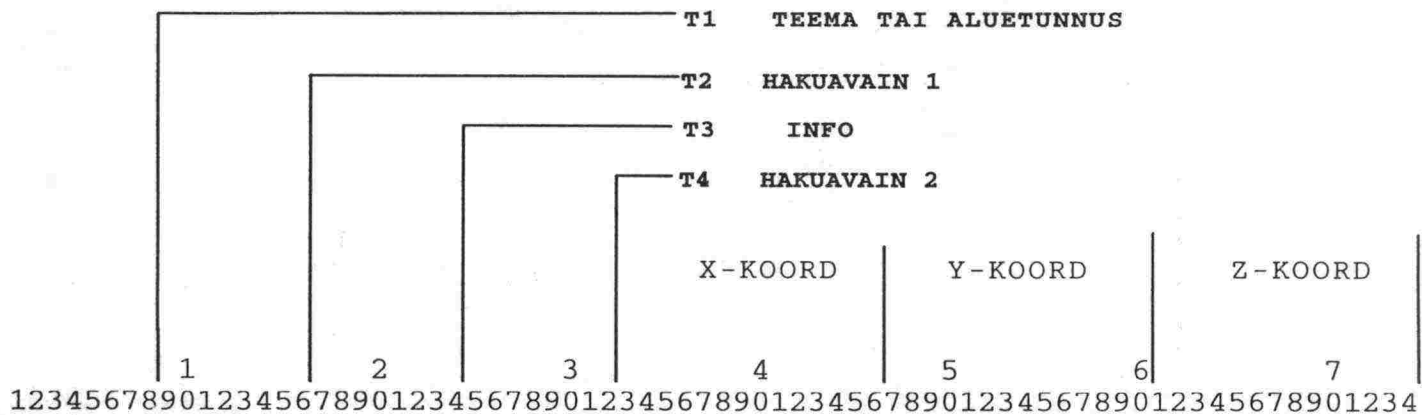 T1 TEEMA TAI ALUETUNNUS
T2 HAKUAVAIN 1
T3 INFO
T4 HAKUAVAIN 2
X-KOORD Y-KOORD Z-KOORD
1 2 3 4 5 6 7
12345678901234567890123456789012345678901234567890123456789012345678901234